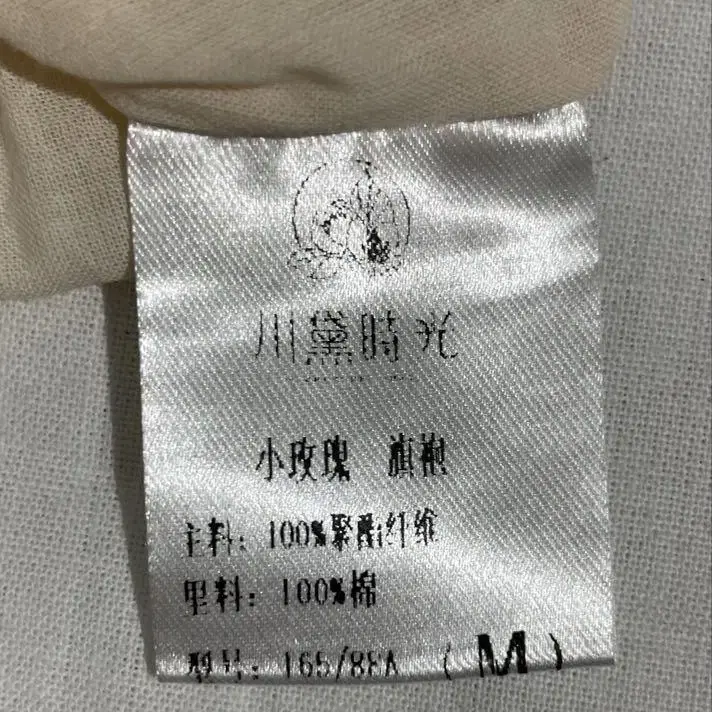 川黛時光
小玫瑰 旗袍
主料：100%聚酯纤维
里料：100%棉
型号：165/88A （M）